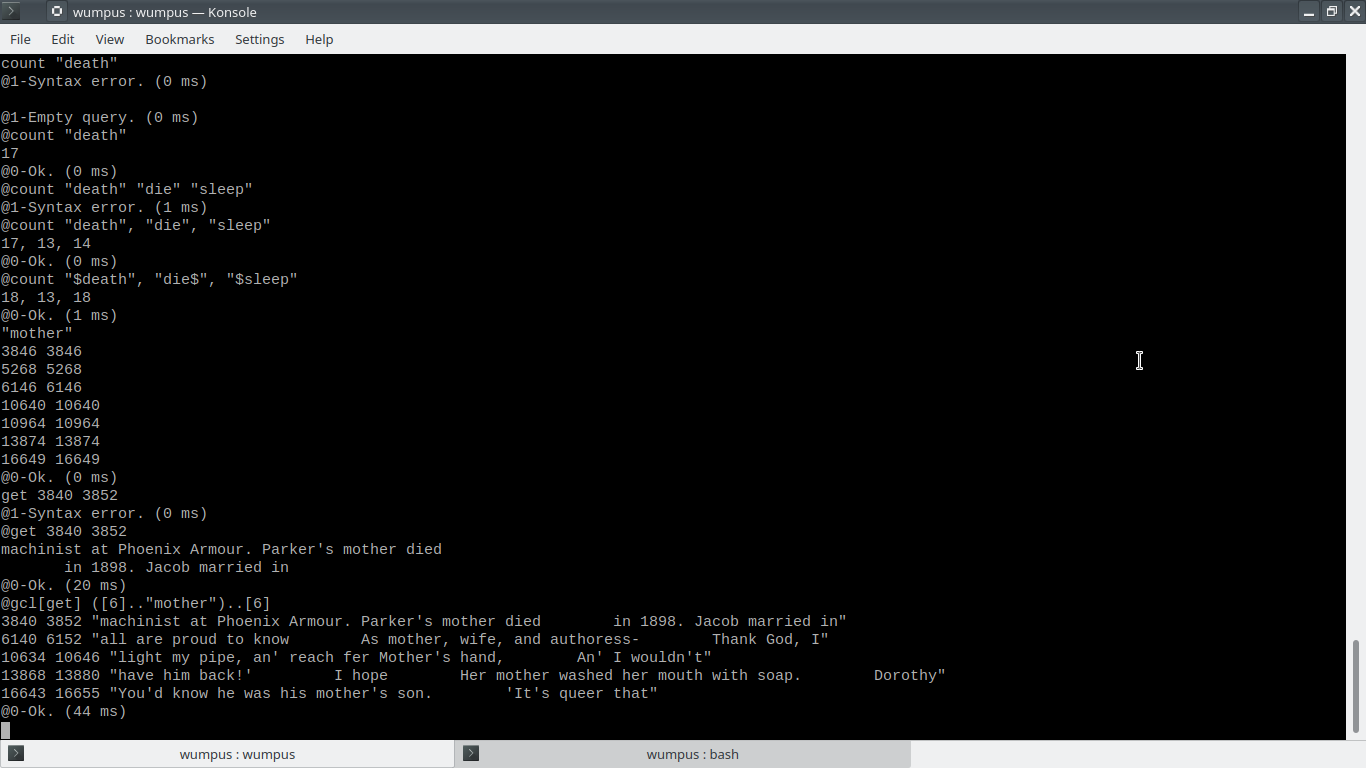 wumpus : wumpus — Konsole
File Edit View Bookmarks Settings Help
count "death"
@1-Syntax error. (0 ms)
@1-Empty query. (0 ms)
@count "death"
17
@0-Ok. (0 ms)
@count "death" "die" "sleep"
@1-Syntax error. (1 ms)
@count "death", "die", "sleep"
17, 13, 14
@0-Ok. (0 ms)
@count "$death", "die$", "$sleep"
18, 13, 18
@0-Ok. (1 ms)
"mother"
3846 3846
5268 5268
6146 6146
10640 10640
10964 10964
13874 13874
16649 16649
@0-Ok. (0 ms)
get 3840 3852
@1-Syntax error. (0 ms)
@get 3840 3852
machinist at Phoenix Armour. Parker's mother died
       in 1898. Jacob married in
@0-Ok. (20 ms)
@gcl[get] ([6].."mother")..[6]
3840 3852 "machinist at Phoenix Armour. Parker's mother died        in 1898. Jacob married in"
6140 6152 "all are proud to know        As mother, wife, and authoress-        Thank God, I"
10634 10646 "light my pipe, an' reach fer Mother's hand,        An' I wouldn't"
13868 13880 "have him back!'         I hope        Her mother washed her mouth with soap.        Dorothy"
16643 16655 "You'd know he was his mother's son.        'It's queer that"
@0-Ok. (44 ms)
wumpus : wumpus
wumpus : bash